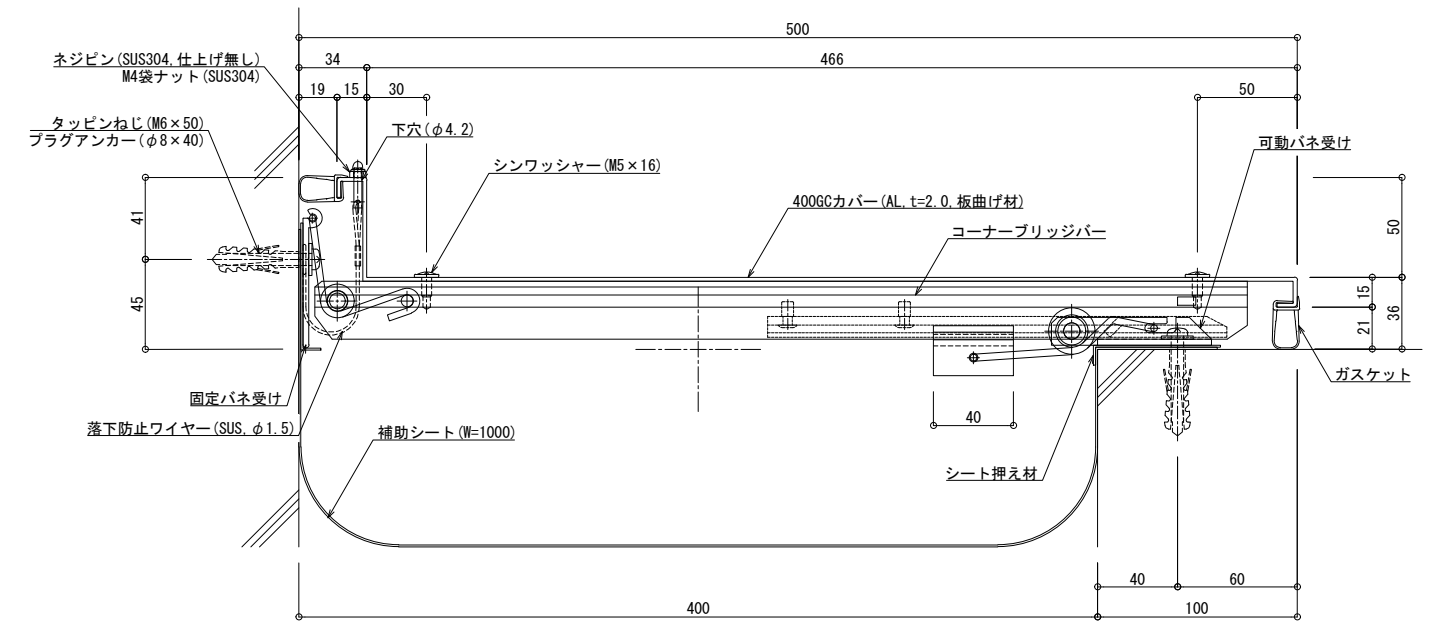 500
34
466
ネジピン(SUS304,仕上げ無し)
M4袋ナット(SUS304)
19
15
30
50
タッピンねじ(M6×50)
プラグアンカー(φ8×40)
下穴(φ4.2)
シンワッシャー(M5×16)
可動バネ受け
400GCカバー(AL,t=2.0,板曲げ材)
コーナーブリッジバー
41
45
50
15
21
36
固定バネ受け
落下防止ワイヤー(SUS,φ1.5)
補助シート(W=1000)
40
シート押え材
ガスケット
40
60
400
100